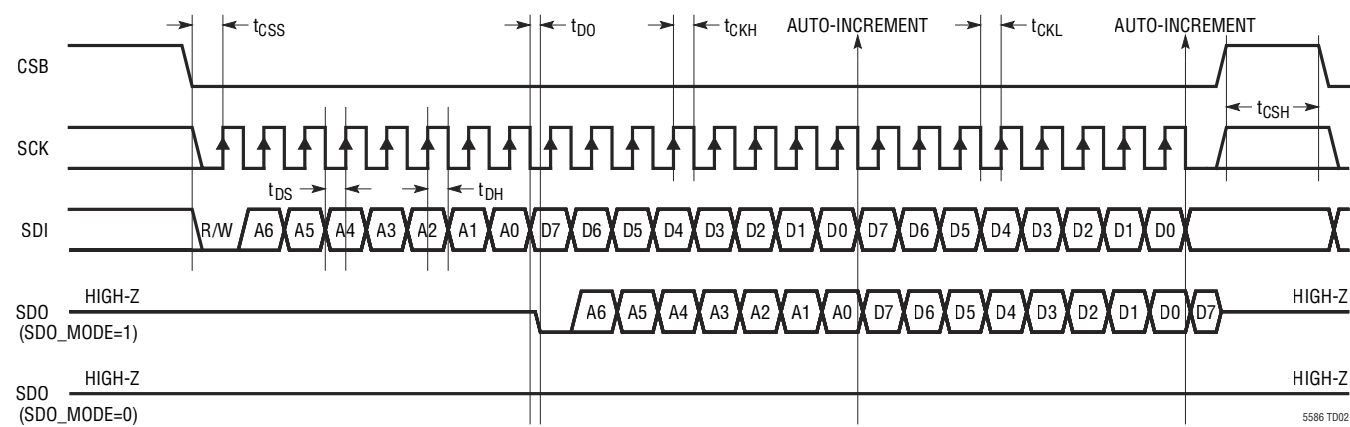 tCSS tDO tCKH AUTO-INCREMENT tCKL AUTO-INCREMENT
CSB
tCSH
SCK
tDS tDH
SDI R/W A6 A5 A4 A3 A2 A1 A0 D7 D6 D5 D4 D3 D2 D1 D0 D7 D6 D5 D4 D3 D2 D1 D0
HIGH-Z HIGH-Z
SDO A6 A5 A4 A3 A2 A1 A0 D7 D6 D5 D4 D3 D2 D1 D0 D7
(SDO_MODE=1)
HIGH-Z HIGH-Z
SDO
(SDO_MODE=0)
5586 TD02